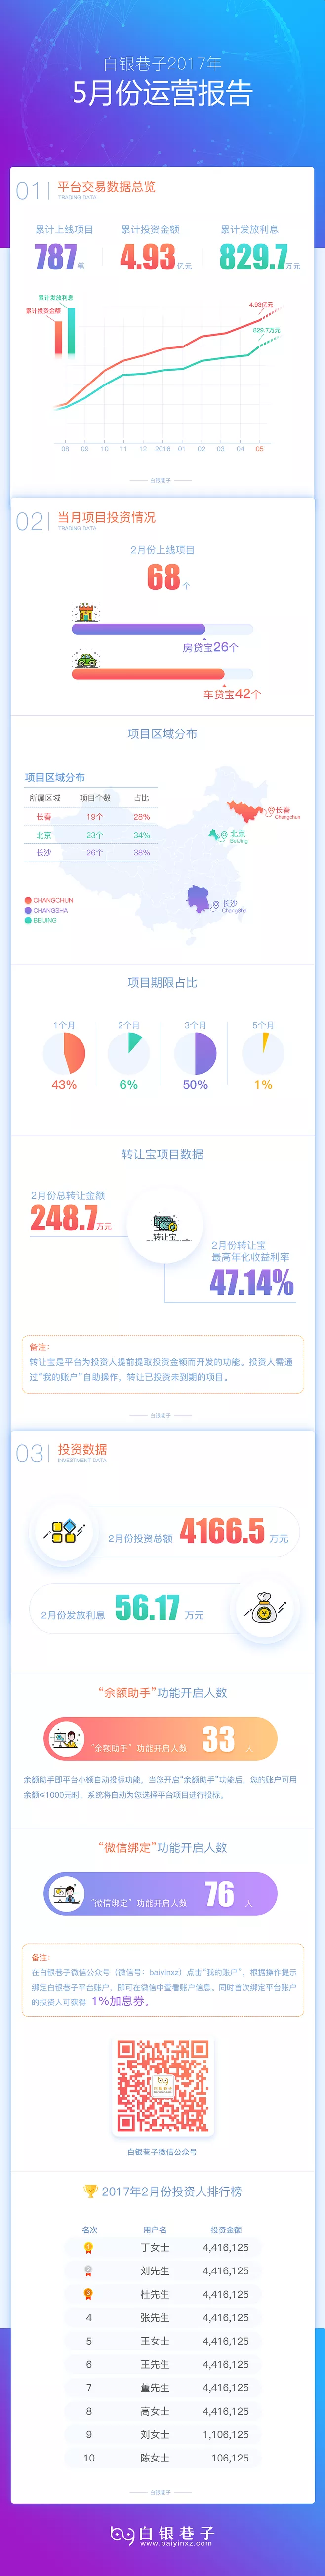 白银巷子2017年
5月份运营报告
01 平台交易数据总览
TRADING DATA
累计上线项目 累计投资金额 累计发放利息
787笔 4.93亿元 829.7万元
累计发放利息
累计投资金额
4.93亿元
829.7万元
08 09 10 11 12 2016 01 02 03 04 05
白银巷子
02 当月项目投资情况
TRADING DATA
2月份上线项目
68个
房贷宝26个
车贷宝42个
项目区域分布
项目区域分布
所属区域 项目个数 占比
长春 19个 28%
北京 23个 34%
长沙 26个 38%
长春
Changchun
北京
BeiJing
长沙
ChangSha
CHANGCHUN
CHANGSHA
BEIJING
项目期限占比
1个月 2个月 3个月 5个月
43% 6% 50% 1%
转让宝项目数据
2月份总转让金额
248.7万元
转让宝
2月份转让宝
最高年化收益利率
47.14%
备注：
转让宝是平台为投资人提前提取投资金额而开发的功能。投资人需通
过“我的账户”自助操作，转让已投资未到期的项目。
白银巷子
03 投资数据
INVESTMENT DATA
2月份投资总额 4166.5 万元
2月份发放利息 56.17 万元
“余额助手”功能开启人数
“余额助手”功能开启人数 33 人
余额助手即平台小额自动投标功能，当您开启“余额助手”功能后，您的账户可用
余额≤1000元时，系统将自动为您选择平台项目进行投标。
“微信绑定”功能开启人数
“微信绑定”功能开启人数 76 人
备注：
在白银巷子微信公众号（微信号：baiyinxz）点击“我的账户”，根据操作提示
绑定白银巷子平台账户，即可在微信中查看账户信息。同时首次绑定平台账户
的投资人可获得 1%加息券。
白银巷子微信公众号
2017年2月份投资人排行榜
名次 用户名 投资金额
1 丁女士 4,416,125
2 刘先生 4,416,125
3 杜先生 4,416,125
4 张先生 4,416,125
5 王女士 4,416,125
6 王先生 4,416,125
7 董先生 4,416,125
8 高女士 4,416,125
9 刘女士 1,106,125
10 陈女士 106,125
白银巷子
白银巷子
www.baiyinxz.com